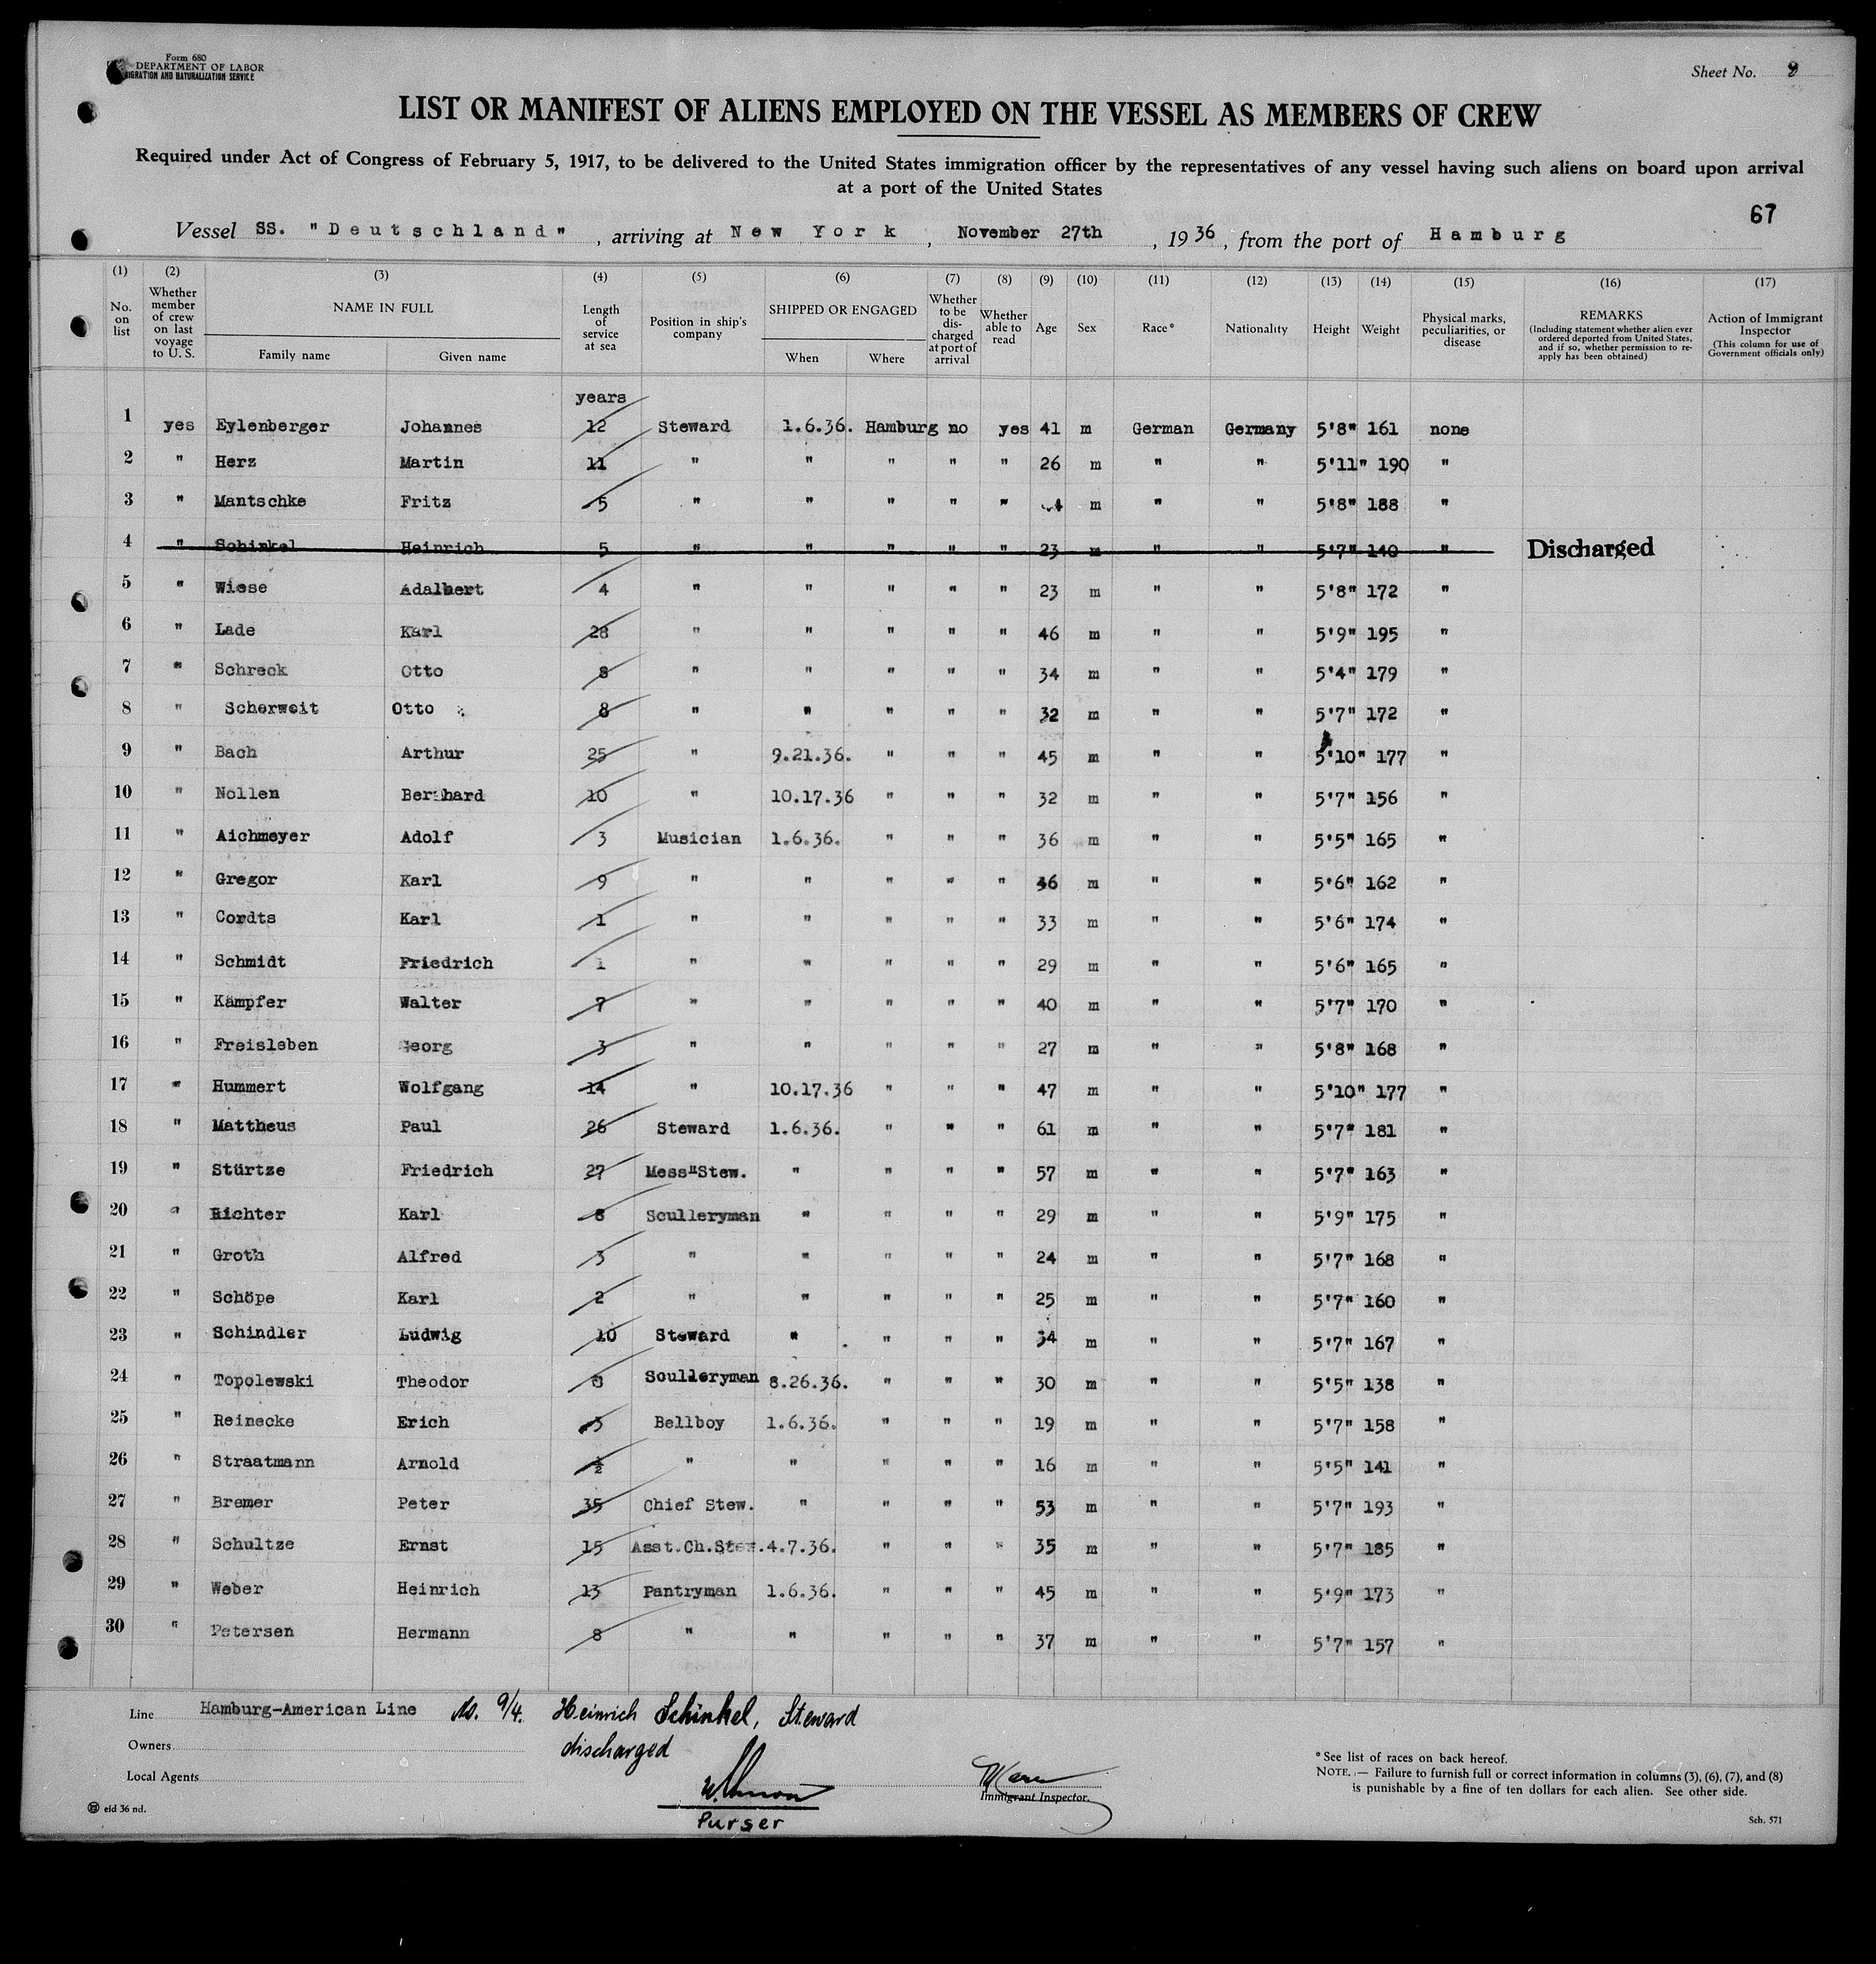 Form 680
DEPARTMENT OF LABOR
IMMIGRATION AND NATURALIZATION SERVICE
Sheet No.
LIST OR MANIFEST OF ALIENS EMPLOYED ON THE VESSEL AS MEMBERS OF CREW
Required under Act of Congress of February 5, 1917, to be delivered to the United States immigration officer by the representatives of any vessel having such aliens on board upon arrival
at a port of the United States
67
Vessel SS. "Deutschland", arriving at New York, November 27th, 1936, from the port of Hamburg
(1) (2) (3) (4) (5) (6) (7) (8) (9) (10) (11) (12) (13) (14) (15) (16) (17)
No. on list
Whether member of crew on last voyage to U. S.
NAME IN FULL
Family name Given name
Length of service at sea
Position in ship's company
SHIPPED OR ENGAGED
When Where
Whether to be discharged at port of arrival
Whether able to read
Age Sex Race* Nationality Height Weight
Physical marks, peculiarities, or disease
REMARKS
(Including statement whether alien ever ordered deported from United States, and if so, whether permission to re-apply has been obtained)
Action of Immigrant Inspector
(This column for use of Government officials only)
years
1 yes Eylenberger Johannes 12 Steward 1.6.36. Hamburg no yes 41 m German Germany 5'8" 161 none
2 " Herz Martin 11 " " " " " 26 m " " 5'11" 190 "
3 " Mantschke Fritz 5 " " " " " m " " 5'8" 188 "
4 " Schinkel Heinrich 5 " " " " " 23 m " " 5'7" 140 " Discharged
5 " Wiese Adalbert 4 " " " " " 23 m " " 5'8" 172 "
6 " Lade Karl 28 " " " " " 46 m " " 5'9" 195 "
7 " Schreck Otto 8 " " " " " 34 m " " 5'4" 179 "
8 " Scherweit Otto 8 " " " " " 32 m " " 5'7" 172 "
9 " Bach Arthur 25 " 9.21.36. " " " 45 m " " 5'10" 177 "
10 " Nollen Bernhard 10 " 10.17.36 " " " 32 m " " 5'7" 156 "
11 " Aichmeyer Adolf 3 Musician 1.6.36. " " " 36 m " " 5'5" 165 "
12 " Gregor Karl 9 " " " " " 46 m " " 5'6" 162 "
13 " Cordts Karl 1 " " " " " 33 m " " 5'6" 174 "
14 " Schmidt Friedrich 1 " " " " " 29 m " " 5'6" 165 "
15 " Kämpfer Walter 7 " " " " " 40 m " " 5'7" 170 "
16 " Freisleben Georg 3 " " " " " 27 m " " 5'8" 168 "
17 " Hummert Wolfgang 14 " 10.17.36 " " " 47 m " " 5'10" 177 "
18 " Mattheus Paul 26 Steward 1.6.36. " " " 61 m " " 5'7" 181 "
19 " Stürtze Friedrich 27 Mess"Stew. " " " " 57 m " " 5'7" 163 "
20 " Richter Karl 8 Sculleryman " " " " 29 m " " 5'9" 175 "
21 " Groth Alfred 3 " " " " " 24 m " " 5'7" 168 "
22 " Schöpe Karl 2 " " " " " 25 m " " 5'7" 160 "
23 " Schindler Ludwig 10 Steward " " " " 34 m " " 5'7" 167 "
24 " Topolewski Theodor Sculleryman 8.26.36. " " " 30 m " " 5'5" 138 "
25 " Reinecke Erich 3 Bellboy 1.6.36. " " " 19 m " " 5'7" 158 "
26 " Straatmann Arnold ½ " " " " " 16 m " " 5'5" 141 "
27 " Bremer Peter 35 Chief Stew. " " " " 53 m " " 5'7" 193 "
28 " Schultze Ernst 15 Asst.Ch.Stew. 4.7.36. " " " 35 m " " 5'7" 185 "
29 " Weber Heinrich 13 Pantryman 1.6.36. " " " 45 m " " 5'9" 173 "
30 " Petersen Hermann 8 " " " " " 37 m " " 5'7" 157 "
Line Hamburg-American Line No. 9/4. Heinrich Schinkel, Steward
discharged
Owners
Local Agents
Purser
Immigrant Inspector.
*See list of races on back hereof.
NOTE.— Failure to furnish full or correct information in columns (3), (6), (7), and (8)
is punishable by a fine of ten dollars for each alien. See other side.
eld 36 nd.
Sch. 571